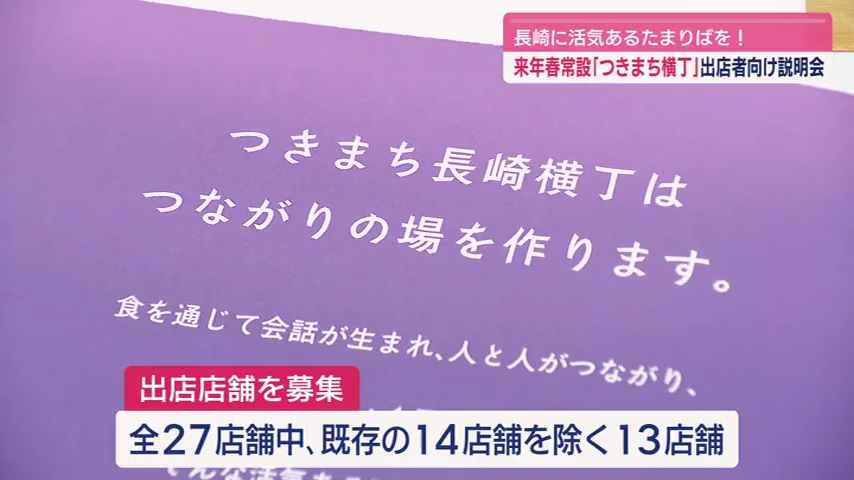 長崎に活気あるたまりばを！
来年春常設「つきまち横丁」出店者向け説明会
つきまち長崎横丁は
つながりの場を作ります。
食を通じて会話が生まれ、人と人がつながり、
出店店舗を募集
全27店舗中、既存の14店舗を除く13店舗